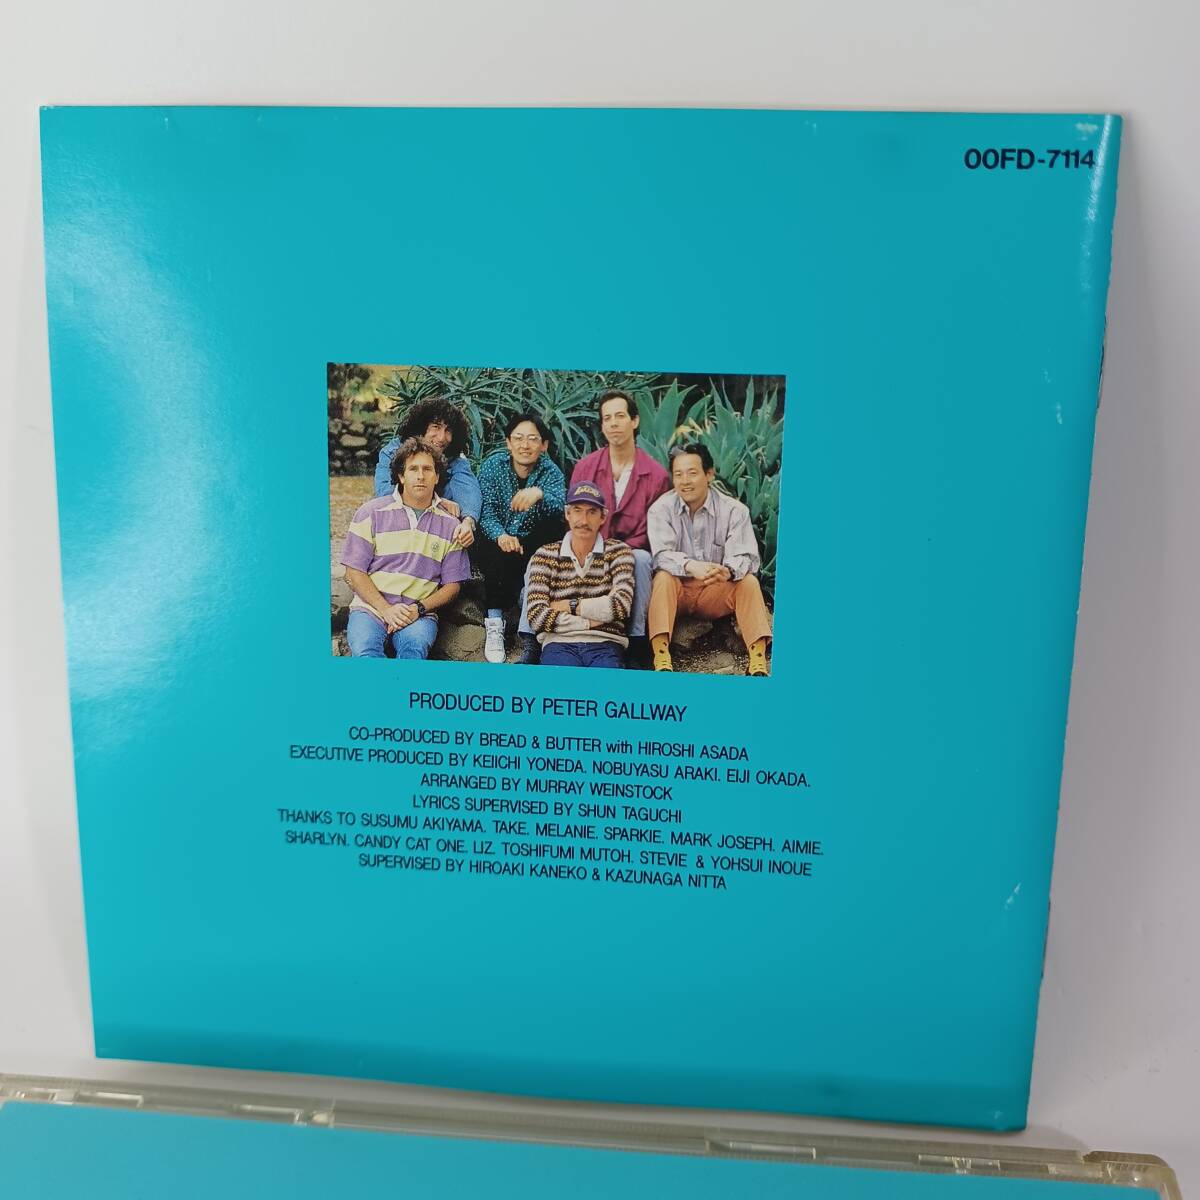 OOFD-7114
PRODUCED BY PETER GALLWAY
CO-PRODUCED BY BREAD & BUTTER with HIROSHI ASADA
EXECUTIVE PRODUCED BY KEIICHI YONEDA. NOBUYASU ARAKI. EIJI OKADA.
ARRANGED BY MURRAY WEINSTOCK
LYRICS SUPERVISED BY SHUN TAGUCHI
THANKS TO SUSUMU AKIYAMA. TAKE. MELANIE. SPARKIE. MARK JOSEPH. AIMIE.
SHARLYN. CANDY CAT ONE. LIZ. TOSHIFUMI MUTOH. STEVIE & YOHSUI INOUE
SUPERVISED BY HIROAKI KANEKO & KAZUNAGA NITTA